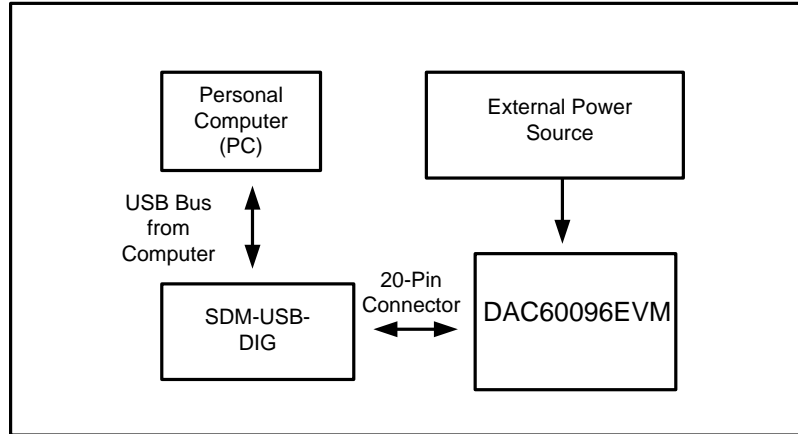 Personal
Computer
(PC)
External Power
Source
USB Bus
from
Computer
20-Pin
Connector
SDM-USB-
DIG
DAC60096EVM